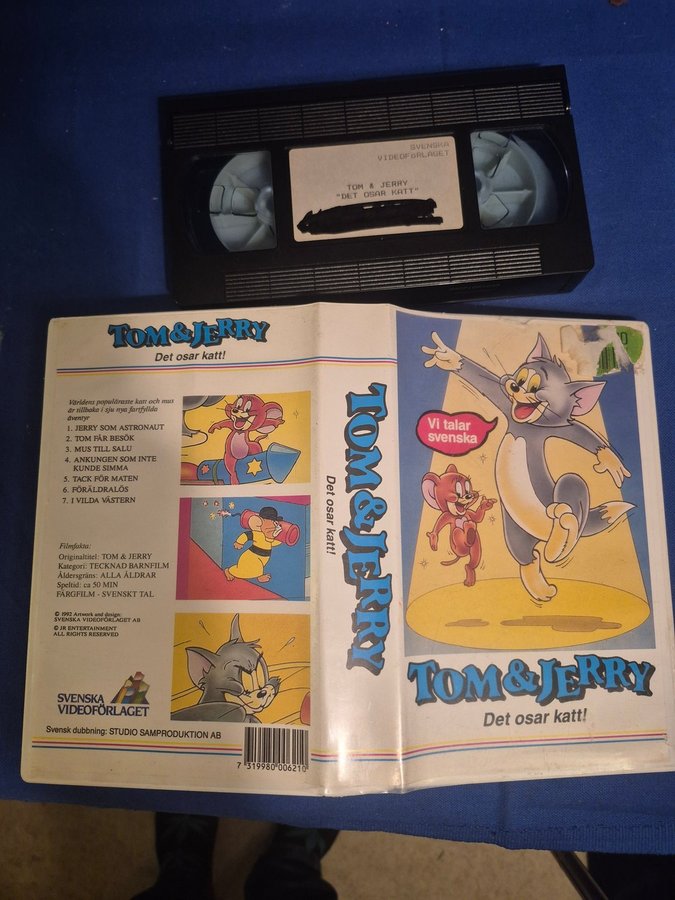 SVENSKA
VIDEOFöRLAGET
TOM & JERRY
"DET OSAR KATT"
TOM & JERRY
Det osar katt!
Världens populäraste katt och mus
är tillbaka i sju nya fartfyllda
äventyr
1. JERRY SOM ASTRONAUT
2. TOM FÅR BESÖK
3. MUS TILL SALU
4. ANKUNGEN SOM INTE
KUNDE SIMMA
5. TACK FÖR MATEN
6. FÖRÄLDRALÖS
7. I VILDA VÄSTERN
Filmfakta:
Originaltitel: TOM & JERRY
Kategori: TECKNAD BARNFILM
Åldersgräns: ALLA ÅLDRAR
Speltid: ca 50 MIN
FÄRGFILM - SVENSKT TAL
© 1992 Artwork und design:
SVENSKA VIDEOFÖRLAGET AB
© JR ENTERTAINMENT
ALL RIGHTS RESERVED
SVENSKA
VIDEOFÖRLAGET
Svensk dubbning: STUDIO SAMPRODUKTION AB
7 319980 006210
TOM & JERRY
Det osar katt!
Vi talar
svenska
TOM & JERRY
Det osar katt!